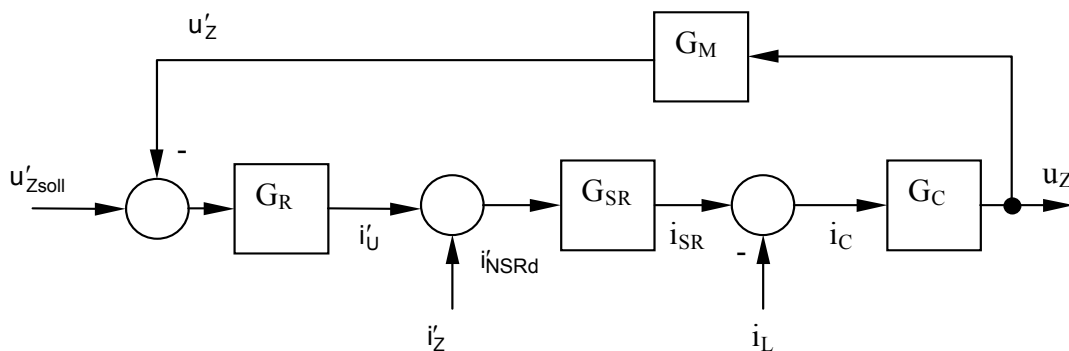 u′Z
GM
-
u′Zsoll
GR
GSR
GC
uZ
i′U
i′NSRd
iSR
-
iC
i′Z
iL